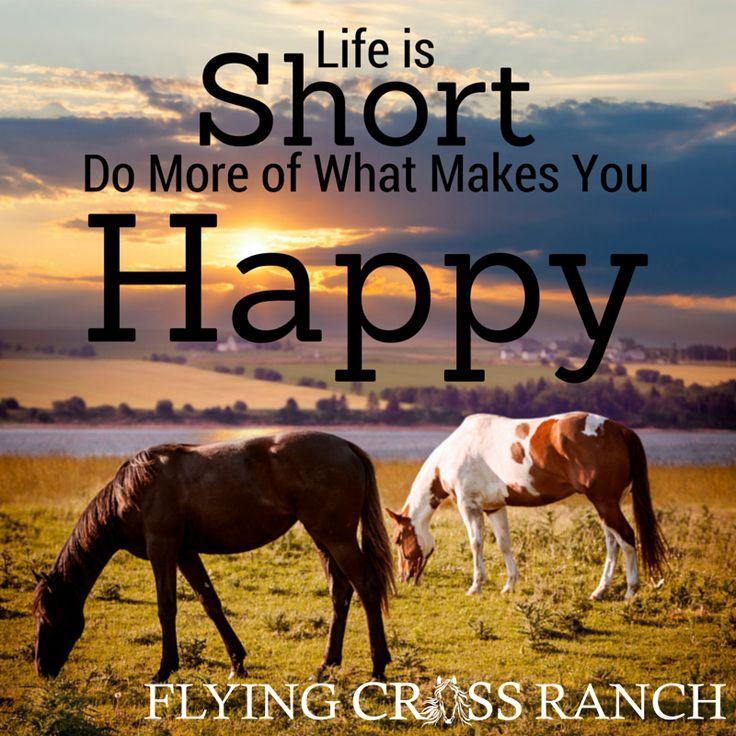 Life is
Short
Do More of What Makes You
Happy
FLYING CROSS RANCH